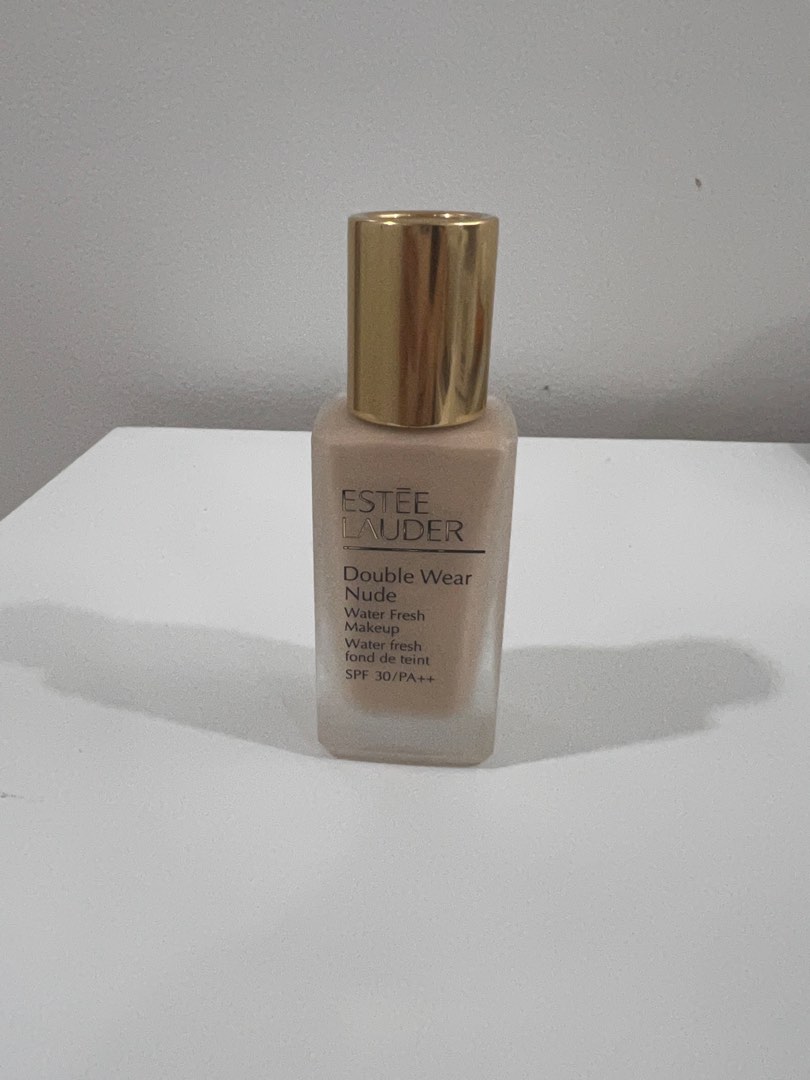 ESTĒE
LAUDER
Double Wear
Nude
Water Fresh
Makeup
Water fresh
fond de teint
SPF 30/PA++